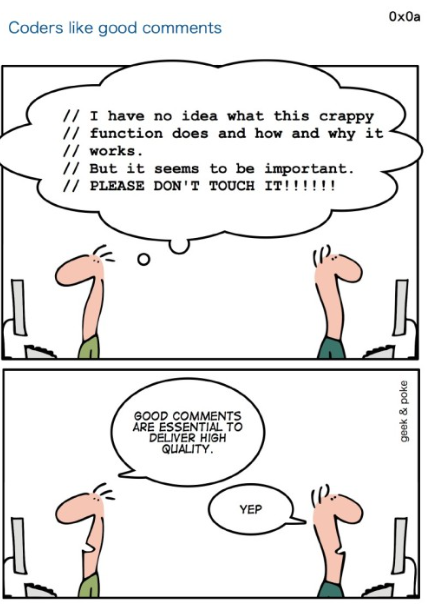 Coders like good comments
0x0a
// I have no idea what this crappy
// function does and how and why it
// works.
// But it seems to be important.
// PLEASE DON'T TOUCH IT!!!!!!
GOOD COMMENTS
ARE ESSENTIAL TO
DELIVER HIGH
QUALITY.
YEP
geek & poke